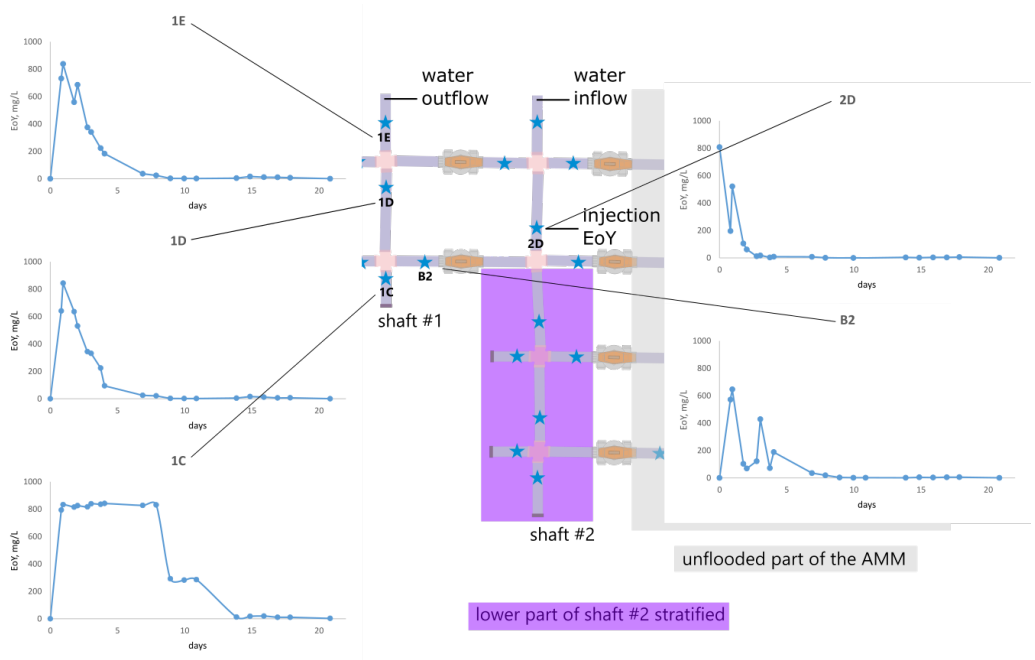 1E
1000
800
600
400
200
0
EoY, mg/L
0 5 10 15 20
days
1D
1000
800
600
400
200
0
EoY, mg/L
0 5 10 15 20
days
1C
1000
800
600
400
200
0
EoY, mg/L
0 5 10 15 20
days
water
outflow
water
inflow
1E
1D
injection
EoY
2D
B2
1C
shaft #1
shaft #2
unflooded part of the AMM
lower part of shaft #2 stratified
2D
1000
800
600
400
200
0
EoY, mg/L
0 5 10 15 20
days
B2
1000
800
600
400
200
0
EoY, mg/L
0 5 10 15 20
days